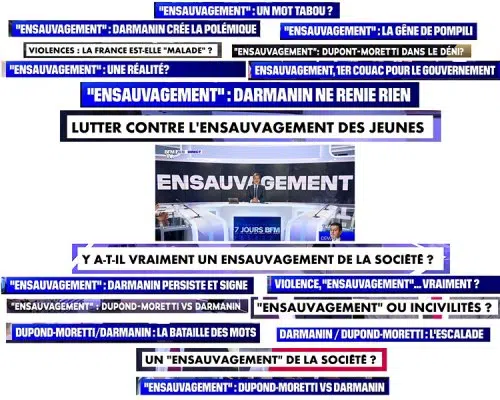 "ENSAUVAGEMENT" : UN MOT TABOU ?
"ENSAUVAGEMENT" : DARMANIN CRÉE LA POLÉMIQUE
"ENSAUVAGEMENT" : LA GÊNE DE POMPILI
VIOLENCES : LA FRANCE EST-ELLE "MALADE" ?
"ENSAUVAGEMENT": DUPONT-MORETTI DANS LE DÉNI?
"ENSAUVAGEMENT" : UNE RÉALITÉ?
ENSAUVAGEMENT, 1ER COUAC POUR LE GOUVERNEMENT
"ENSAUVAGEMENT" : DARMANIN NE RENIE RIEN
LUTTER CONTRE L'ENSAUVAGEMENT DES JEUNES
ENSAUVAGEMENT
7 JOURS BFM
Y A-T-IL VRAIMENT UN ENSAUVAGEMENT DE LA SOCIÉTÉ ?
"ENSAUVAGEMENT" : DARMANIN PERSISTE ET SIGNE
VIOLENCE, "ENSAUVAGEMENT"... VRAIMENT ?
"ENSAUVAGEMENT" : DUPOND-MORETTI VS DARMANIN
"ENSAUVAGEMENT" OU INCIVILITÉS ?
DUPOND-MORETTI/DARMANIN : LA BATAILLE DES MOTS
DARMANIN / DUPOND-MORETTI : L'ESCALADE
UN "ENSAUVAGEMENT" DE LA SOCIÉTÉ ?
"ENSAUVAGEMENT" : DUPOND-MORETTI VS DARMANIN